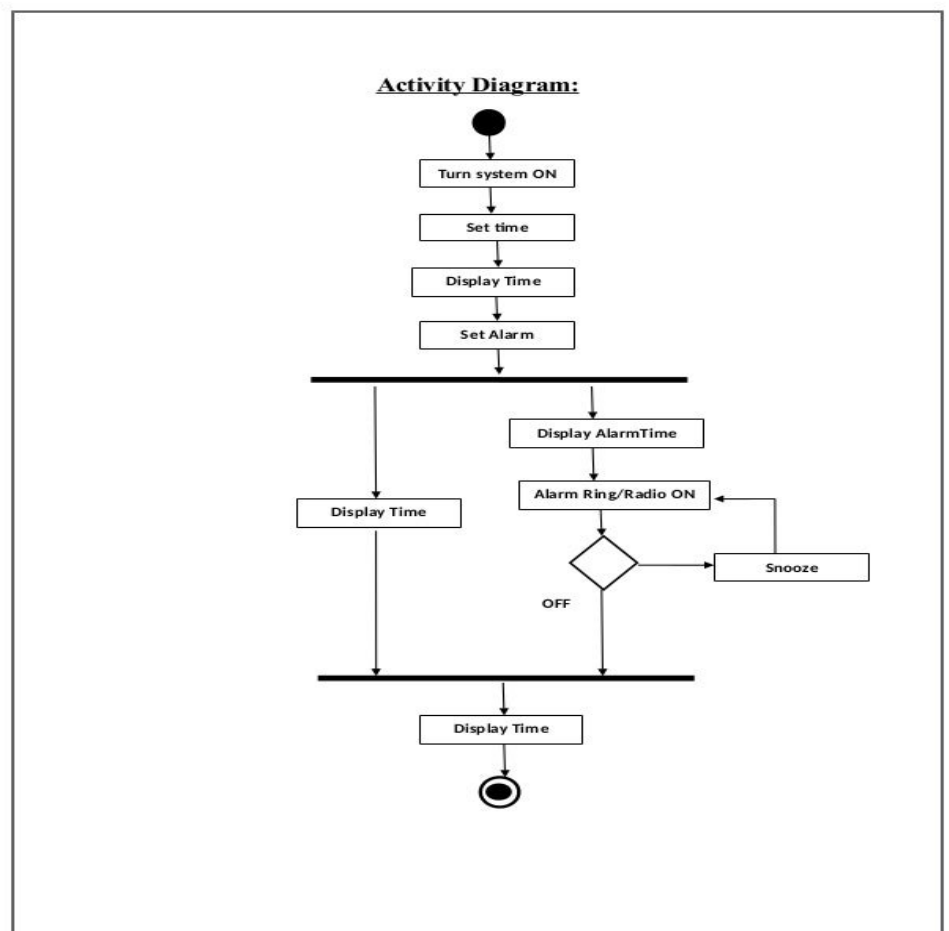 Activity Diagram:
Turn system ON
Set time
Display Time
Set Alarm
Display AlarmTime
Alarm Ring/Radio ON
Display Time
Snooze
OFF
Display Time